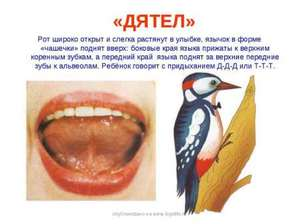 «ДЯТЕЛ»
Рот широко открыт и слегка растянут в улыбке, язычок в форме
«чашечки» поднят вверх: боковые края языка прижаты к верхним
коренным зубкам, а передний край языка поднят за верхние передние
зубы к альвеолам. Ребёнок говорит с придыханием Д-Д-Д или Т-Т-Т.